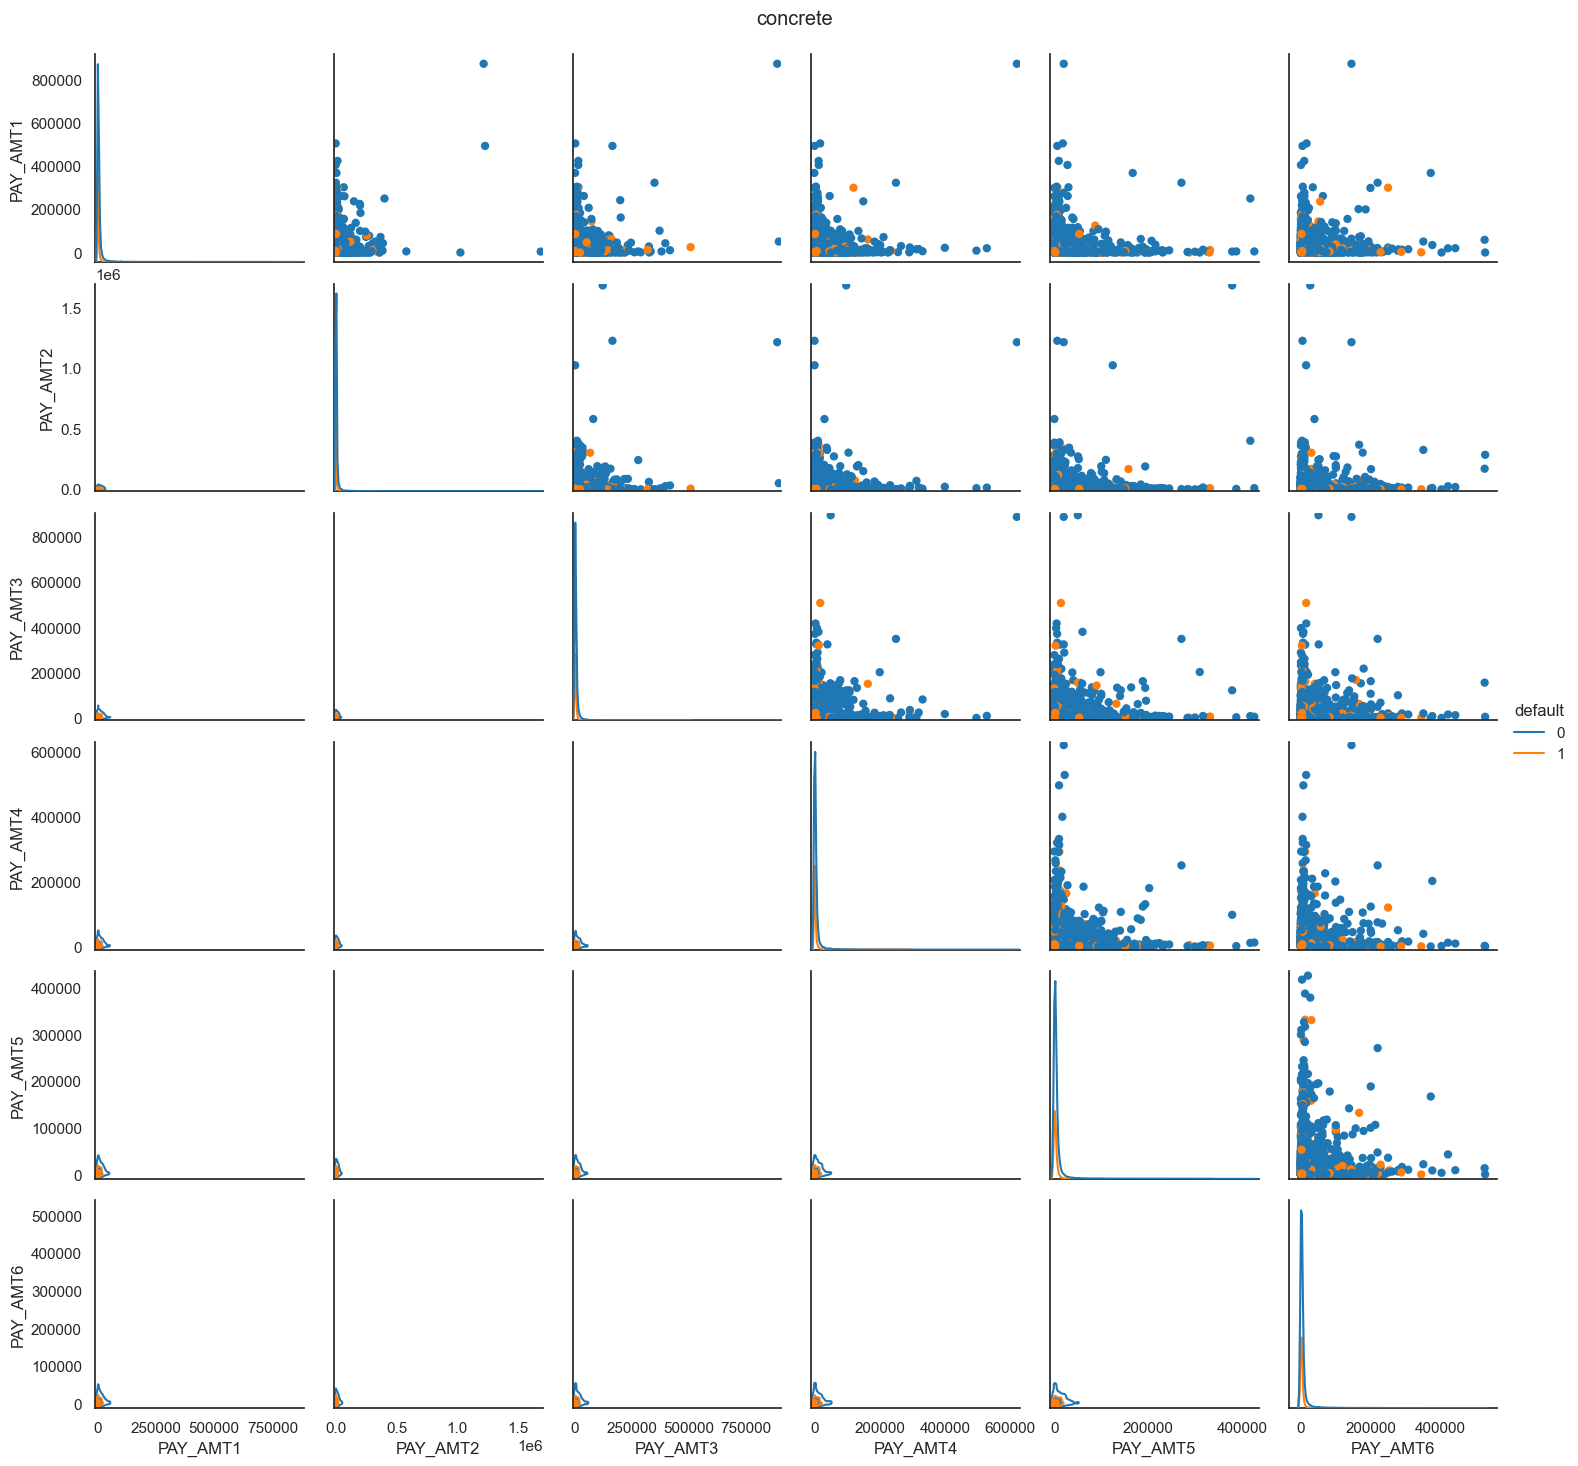 concrete
800000
600000
400000
200000
0
PAY_AMT1
1e6
1.5
1.0
0.5
0.0
PAY_AMT2
800000
600000
400000
200000
0
PAY_AMT3
default
0
1
600000
400000
200000
0
PAY_AMT4
400000
300000
200000
100000
0
PAY_AMT5
500000
400000
300000
200000
100000
0
PAY_AMT6
0 250000 500000 750000
0.0 0.5 1.0 1.5
0 250000 500000 750000
0 200000 400000 600000
0 200000 400000
0 200000 400000
1e6
PAY_AMT1 PAY_AMT2 PAY_AMT3 PAY_AMT4 PAY_AMT5 PAY_AMT6